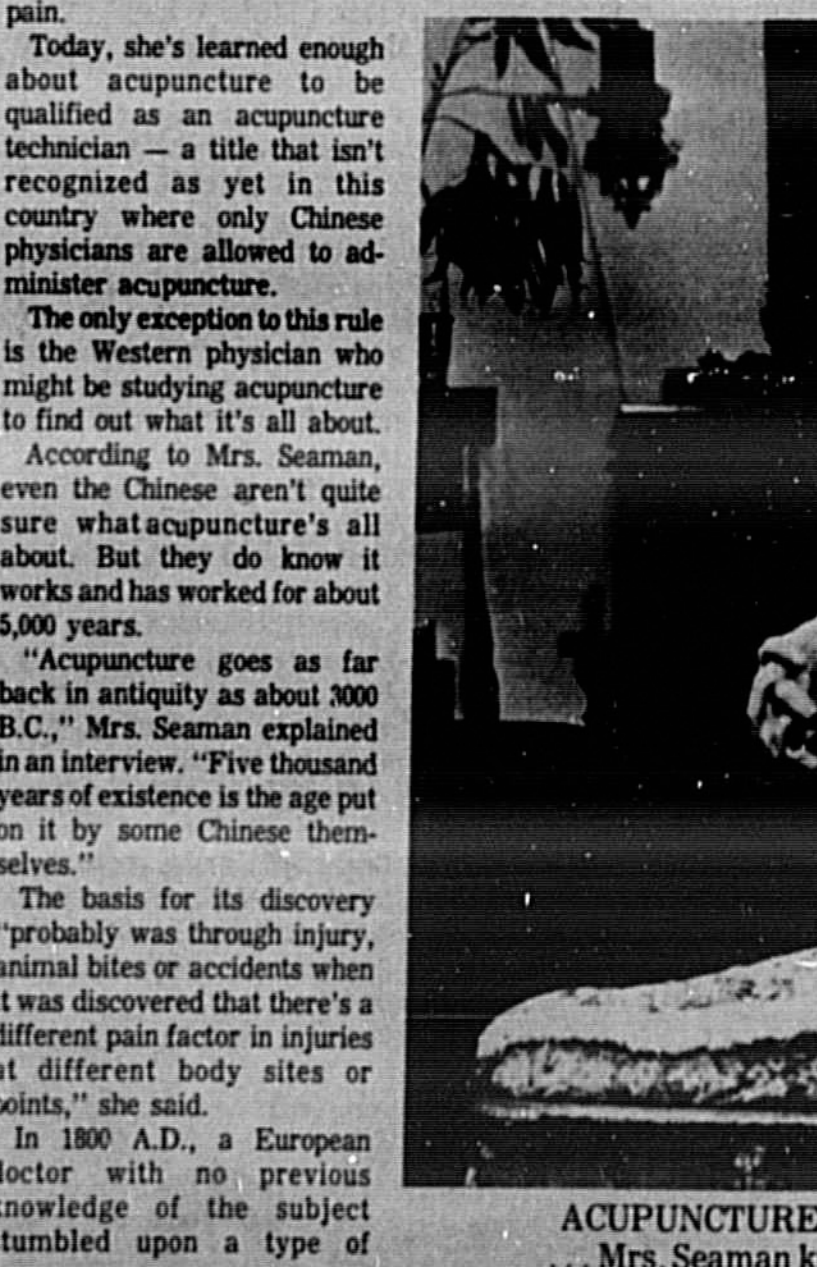 pain.
Today, she's learned enough
about acupuncture to be
qualified as an acupuncture
technician — a title that isn't
recognized as yet in this
country where only Chinese
physicians are allowed to ad-
minister acupuncture.
The only exception to this rule
is the Western physician who
might be studying acupuncture
to find out what it's all about.
According to Mrs. Seaman,
even the Chinese aren't quite
sure what acupuncture's all
about. But they do know it
works and has worked for about
5,000 years.
"Acupuncture goes as far
back in antiquity as about 3000
B.C.," Mrs. Seaman explained
in an interview. "Five thousand
years of existence is the age put
on it by some Chinese them-
selves."
The basis for its discovery
"probably was through injury,
animal bites or accidents when
t was discovered that there's a
different pain factor in injuries
at different body sites or
points," she said.
In 1800 A.D., a European
doctor with no previous
knowledge of the subject
tumbled upon a type of
ACUPUNCTURE
... Mrs. Seaman k